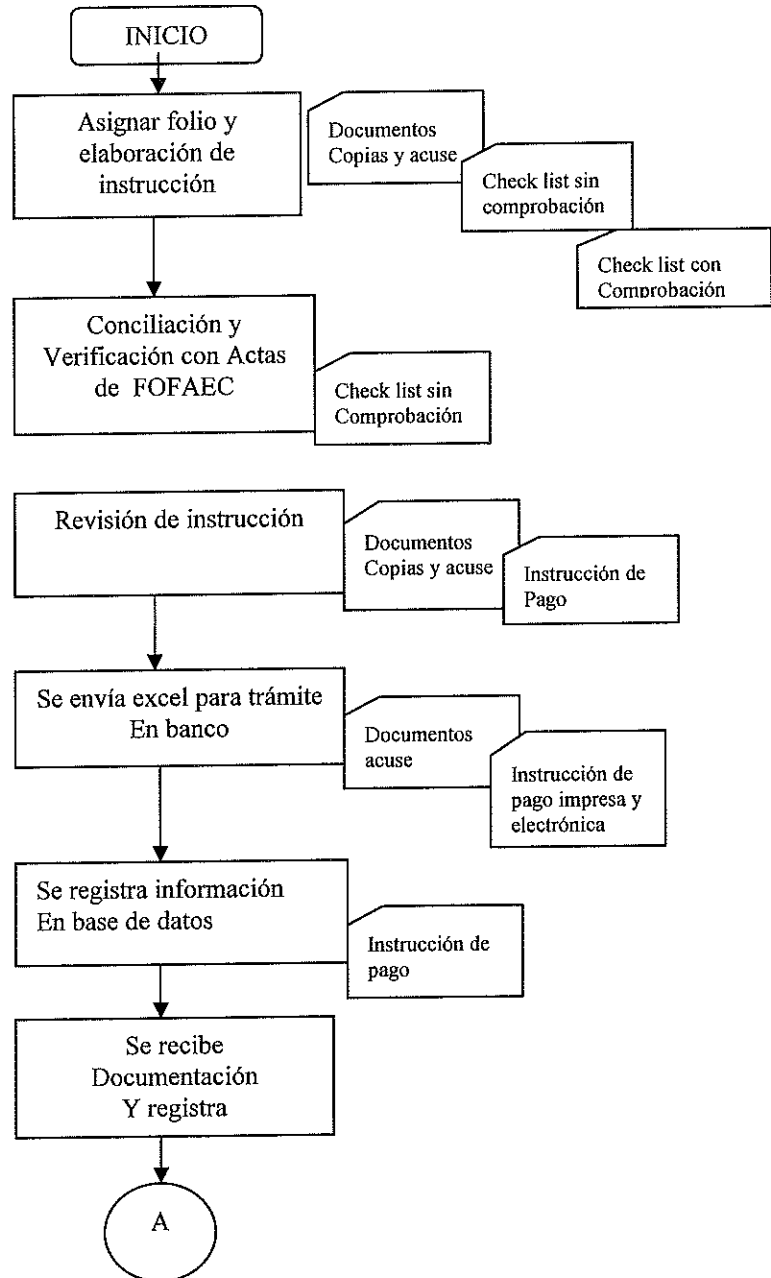 INICIO
Asignar folio y
elaboración de
instrucción
Documentos
Copias y acuse
Check list sin
comprobación
Check list con
Comprobación
Conciliación y
Verificación con Actas
de FOFAEC
Check list sin
Comprobación
Revisión de instrucción
Documentos
Copias y acuse
Instrucción de
Pago
Se envía excel para trámite
En banco
Documentos
acuse
Instrucción de
pago impresa y
electrónica
Se registra información
En base de datos
Instrucción de
pago
Se recibe
Documentación
Y registra
A